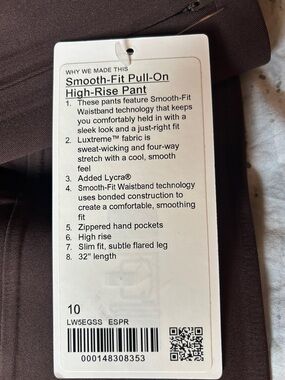 WHY WE MADE THIS
Smooth-Fit Pull-On
High-Rise Pant
1. These pants feature Smooth-Fit
Waistband technology that keeps
you comfortably held in with a
sleek look and a just-right fit
2. Luxtreme™ fabric is
sweat-wicking and four-way
stretch with a cool, smooth
feel
3. Added Lycra®
4. Smooth-Fit Waistband technology
uses bonded construction to
create a comfortable, smoothing
fit
5. Zippered hand pockets
6. High rise
7. Slim fit, subtle flared leg
8. 32" length
10
LW5EGSS ESPR
000148308353